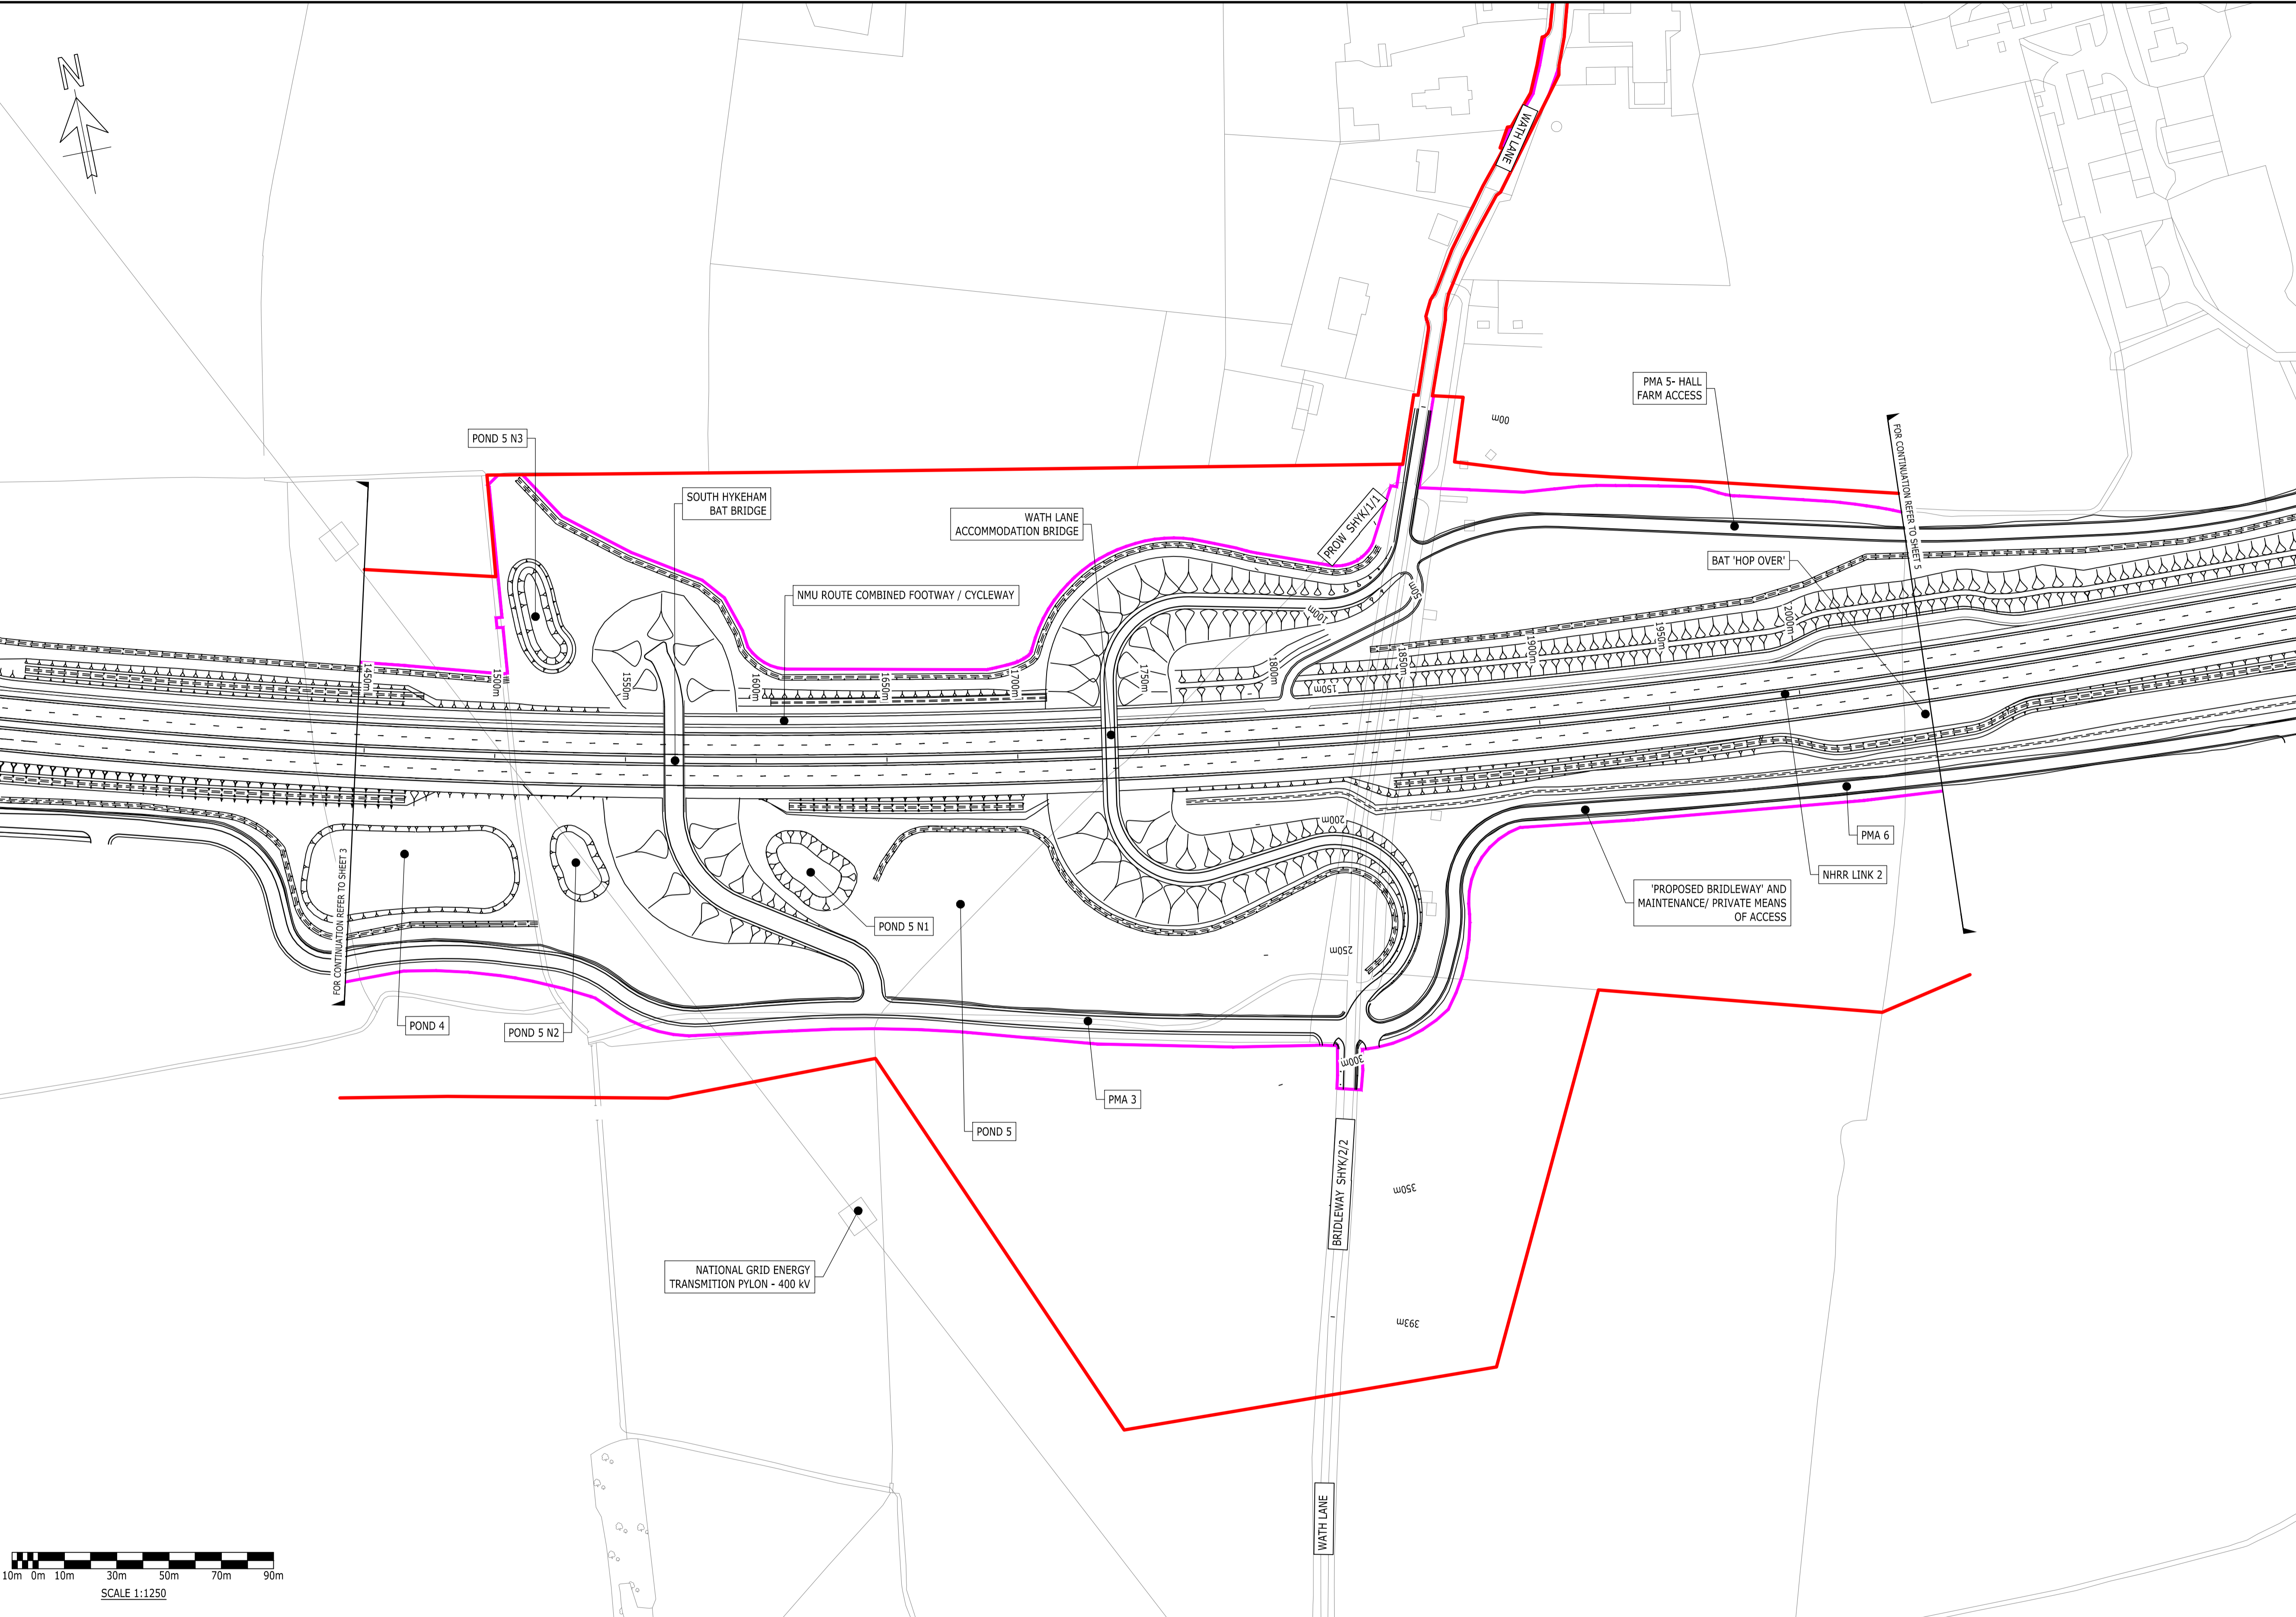 N
WATH LANE
PMA 5- HALL
FARM ACCESS
00m
POND 5 N3
SOUTH HYKEHAM
BAT BRIDGE
WATH LANE
ACCOMMODATION BRIDGE
PROW SHYK/1/1
FOR CONTINUATION REFER TO SHEET 5
BAT 'HOP OVER'
NMU ROUTE COMBINED FOOTWAY / CYCLEWAY
50m
100m
150m
1450m
1500m
1550m
1600m
1650m
1700m
1750m
1800m
1850m
1900m
1950m
2000m
200m
PMA 6
NHRR LINK 2
'PROPOSED BRIDLEWAY' AND
MAINTENANCE/ PRIVATE MEANS
OF ACCESS
FOR CONTINUATION REFER TO SHEET 3
POND 5 N1
250m
POND 4
POND 5 N2
300m
PMA 3
POND 5
BRIDLEWAY SHYK/2/2
350m
NATIONAL GRID ENERGY
TRANSMITION PYLON - 400 kV
393m
WATH LANE
10m 0m 10m 30m 50m 70m 90m
SCALE 1:1250